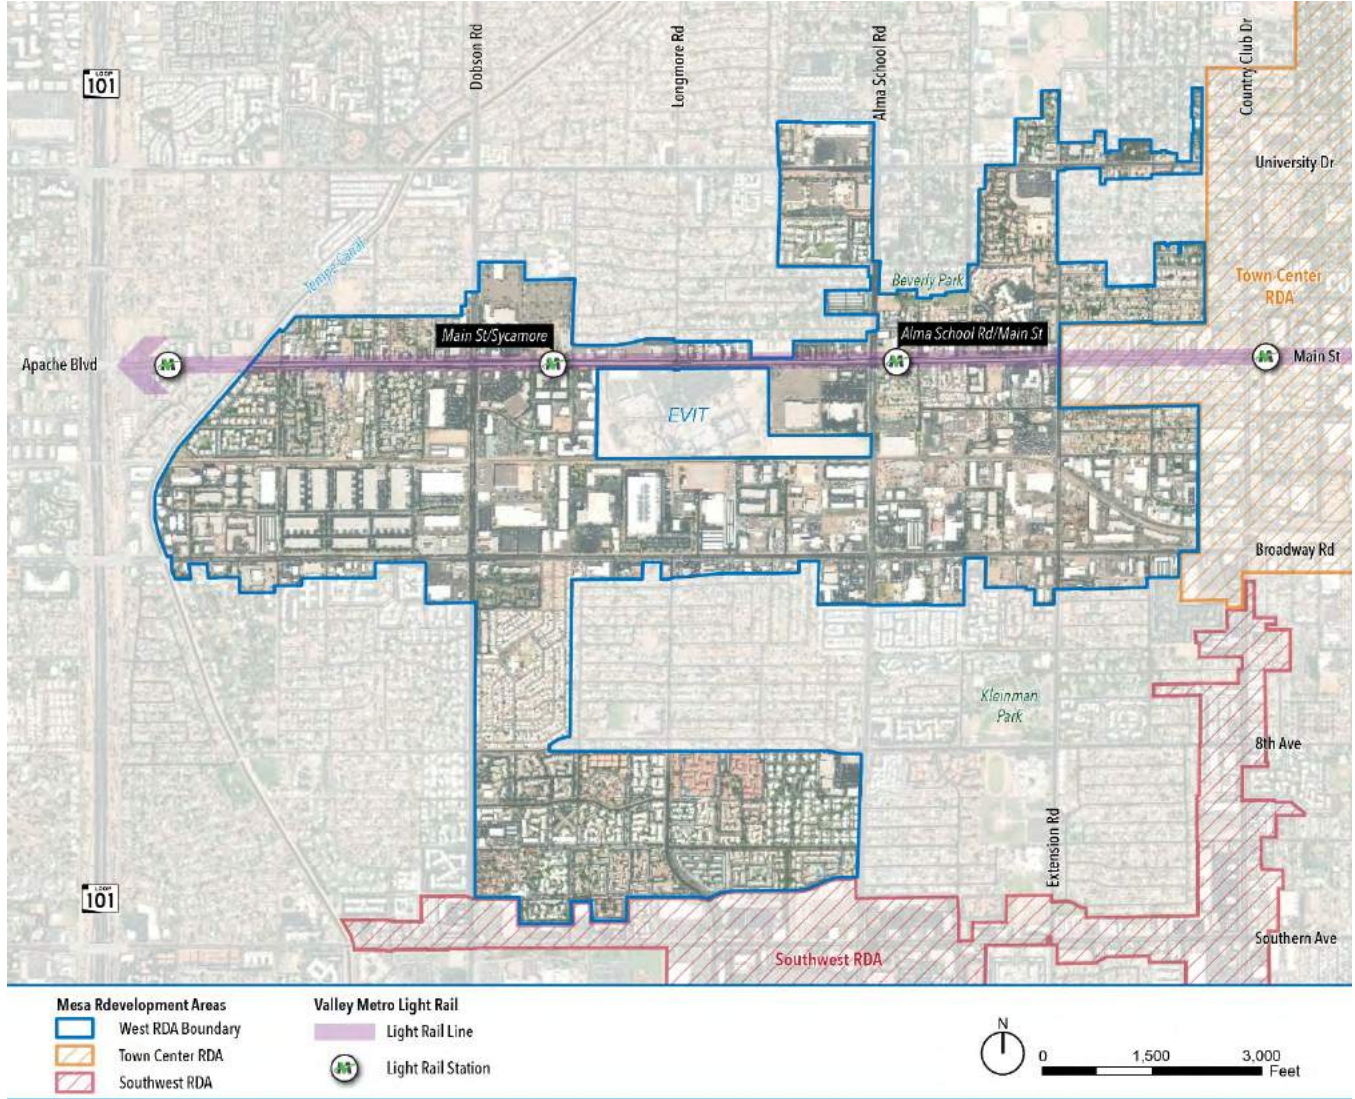 LOOP
101
Dobson Rd
Longmore Rd
Alma School Rd
Country Club Dr
University Dr
Tempe Canal
Beverly Park
Town Center
RDA
Main St/Sycamore
Alma School Rd/Main St
Apache Blvd
M
M
M
M
Main St
EVIT
Broadway Rd
Kleinman
Park
8th Ave
Extension Rd
LOOP
101
Southern Ave
Southwest RDA
Mesa Rdevelopment Areas
West RDA Boundary
Town Center RDA
Southwest RDA
Valley Metro Light Rail
Light Rail Line
M
Light Rail Station
N
0 1,500 3,000
Feet